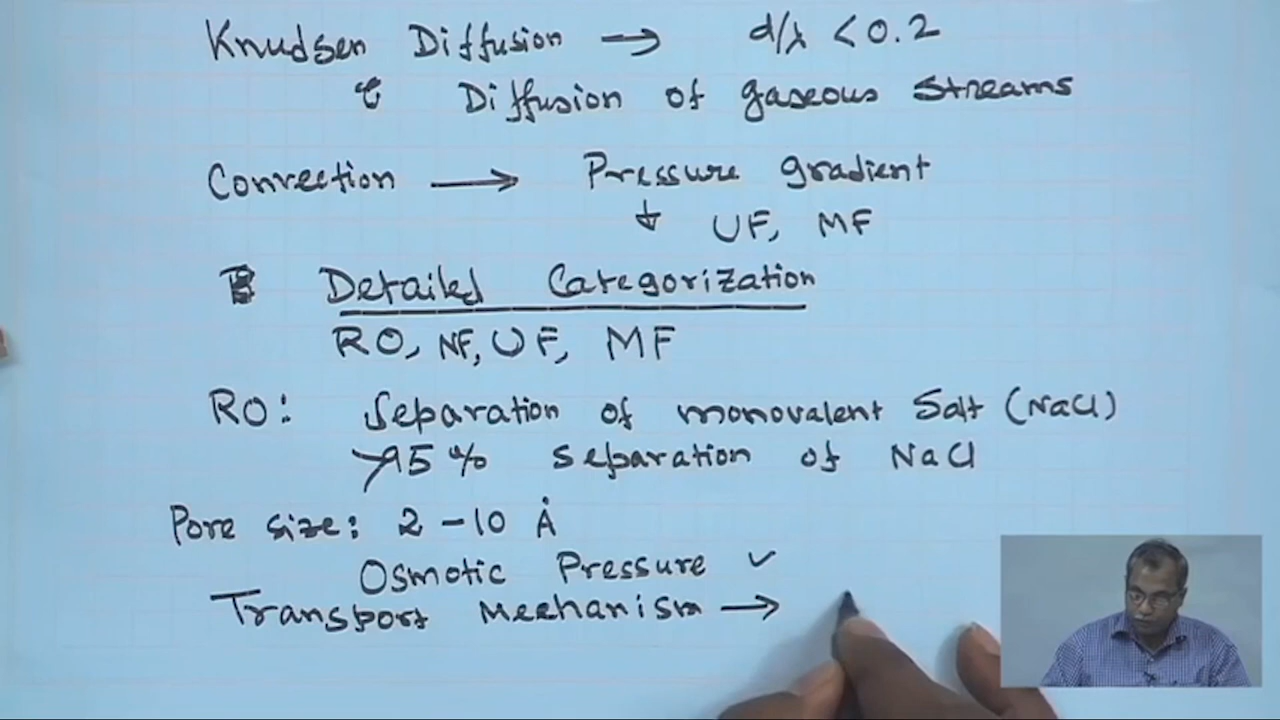 Knudsen Diffusion → d/λ < 0.2
Diffusion of gaseous streams
Convection → Pressure gradient
↓ UF, MF
Detailed Categorization
RO, NF, UF, MF
RO: Separation of monovalent Salt (NaCl)
>95% separation of NaCl
Pore size: 2-10 Å
Osmotic Pressure ✓
Transport Mechanism →